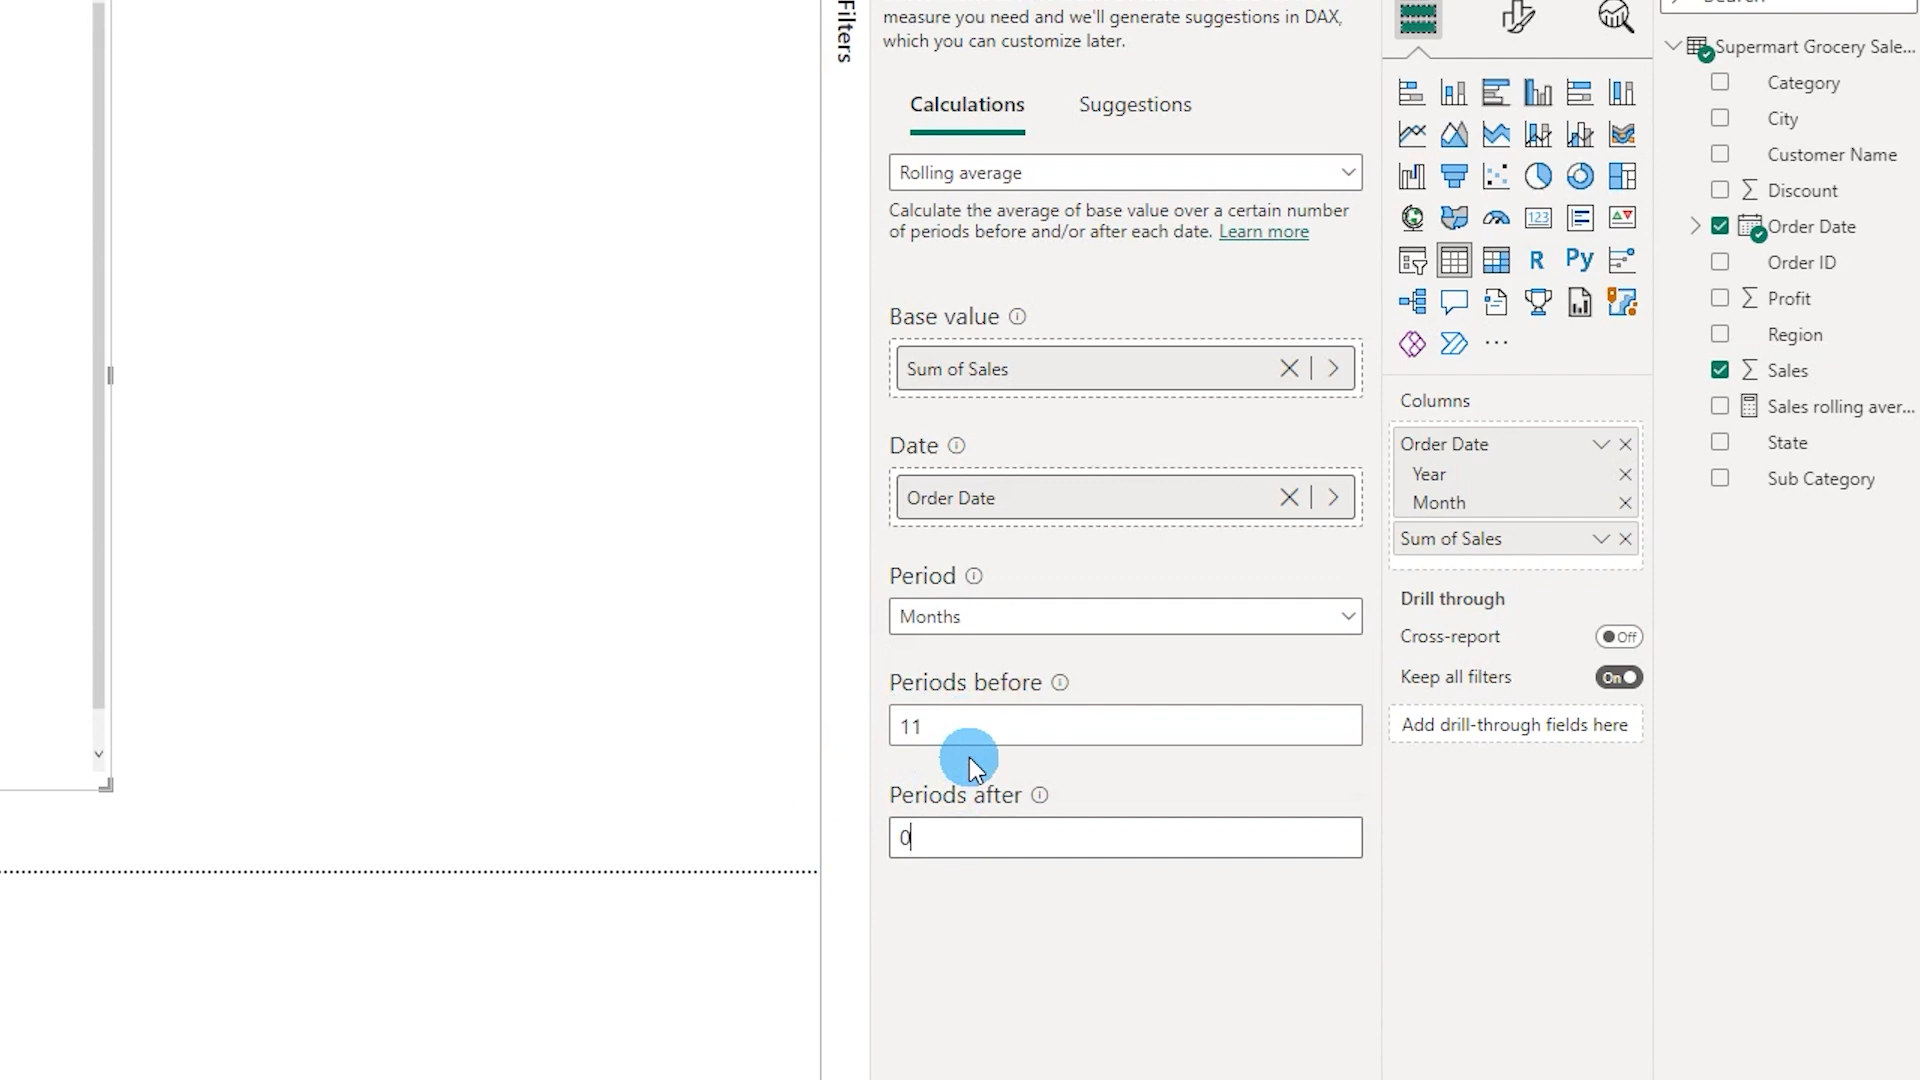 Filters
measure you need and we'll generate suggestions in DAX,
which you can customize later.
Calculations
Suggestions
Rolling average
Calculate the average of base value over a certain number
of periods before and/or after each date. Learn more
Base value
Sum of Sales
Date
Order Date
Period
Months
Periods before
11
Periods after
0
123
R
Py
...
Columns
Order Date
Year
Month
Sum of Sales
Drill through
Cross-report
Off
Keep all filters
On
Add drill-through fields here
Supermart Grocery Sale...
Category
City
Customer Name
Discount
Order Date
Order ID
Profit
Region
Sales
Sales rolling aver...
State
Sub Category